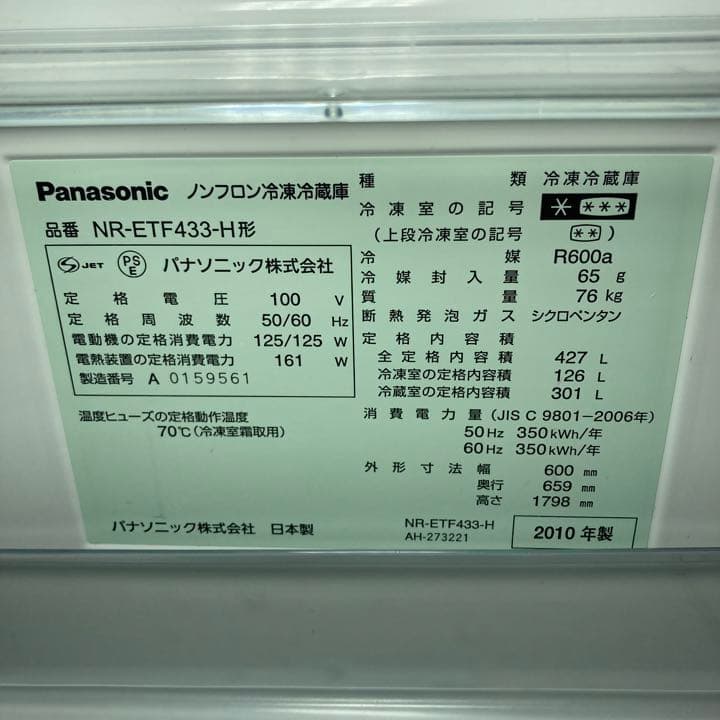 Panasonic ノンフロン冷凍冷蔵庫
品番 NR-ETF433-H形
S JET PS E パナソニック株式会社
定格電圧 100 V
定格周波数 50/60 Hz
電動機の定格消費電力 125/125 W
電熱装置の定格消費電力 161 W
製造番号 A 0159561
温度ヒューズの定格動作温度
70℃(冷凍室霜取用)
パナソニック株式会社 日本製
種類 冷凍冷蔵庫
冷凍室の記号 * ***
(上段冷凍室の記号 ** )
冷媒 R600a
冷媒封入量 65 g
質量 76 kg
断熱発泡ガス シクロペンタン
定格内容積
全定格内容積 427 L
冷凍室の定格内容積 126 L
冷蔵室の定格内容積 301 L
消費電力量(JIS C 9801-2006年)
50Hz 350kWh/年
60Hz 350kWh/年
外形寸法 幅 600 mm
奥行 659 mm
高さ 1798 mm
NR-ETF433-H
AH-273221
2010年製